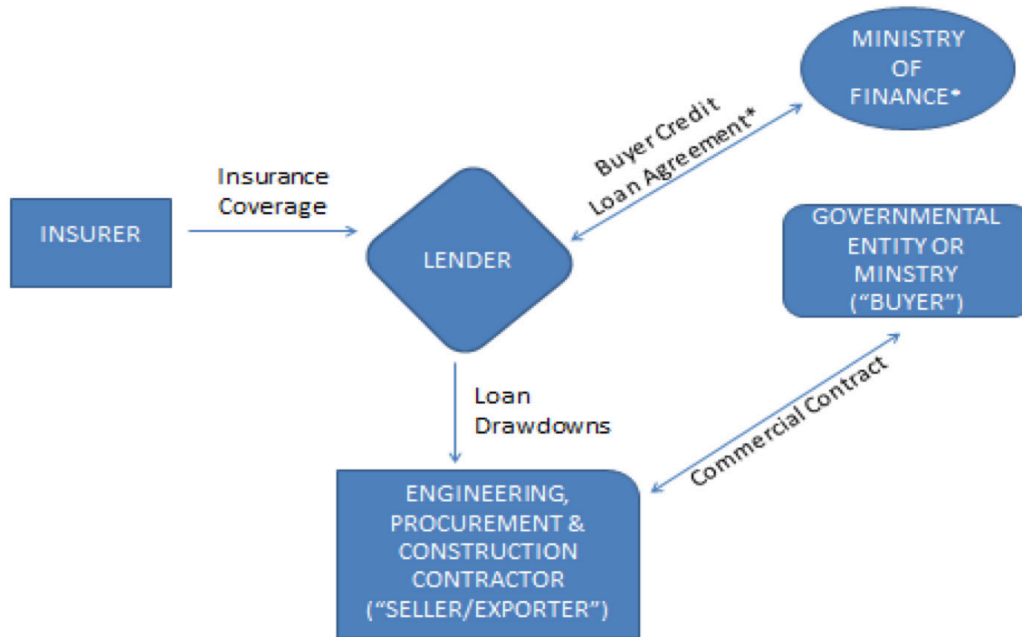 MINISTRY
OF
FINANCE*
Buyer Credit
Loan Agreement*
Insurance
Coverage
INSURER
LENDER
GOVERNMENTAL
ENTITY OR
MINSTRY
(“BUYER”)
Loan
Drawdowns
Commercial Contract
ENGINEERING,
PROCUREMENT &
CONSTRUCTION
CONTRACTOR
(“SELLER/EXPORTER”)